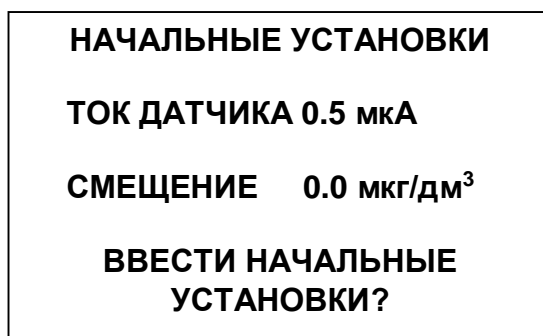 НАЧАЛЬНЫЕ УСТАНОВКИ
ТОК ДАТЧИКА 0.5 мкА
СМЕЩЕНИЕ 0.0 мкг/дм³
ВВЕСТИ НАЧАЛЬНЫЕ
УСТАНОВКИ?